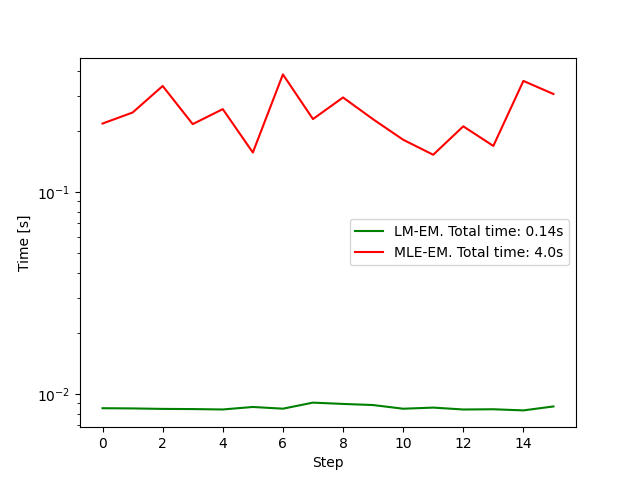 Time [s]
10⁻¹
10⁻²
LM-EM. Total time: 0.14s
MLE-EM. Total time: 4.0s
0 2 4 6 8 10 12 14
Step